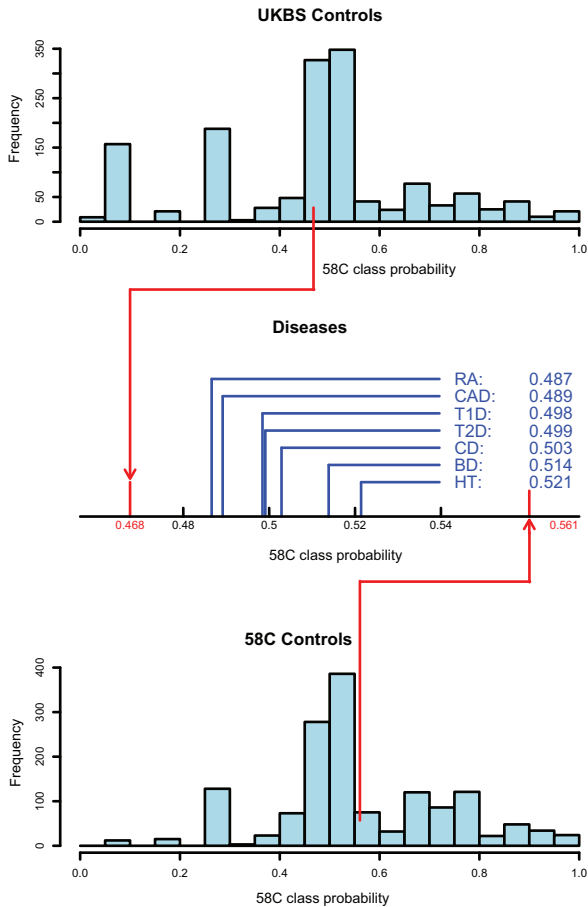 UKBS Controls
Frequency
350
150
50
0
0.0 0.2 0.4 0.6 0.8 1.0
58C class probability
Diseases
RA: 0.487
CAD: 0.489
T1D: 0.498
T2D: 0.499
CD: 0.503
BD: 0.514
HT: 0.521
0.468 0.48 0.5 0.52 0.54 0.561
58C class probability
58C Controls
Frequency
400
300
200
100
0
0.0 0.2 0.4 0.6 0.8 1.0
58C class probability